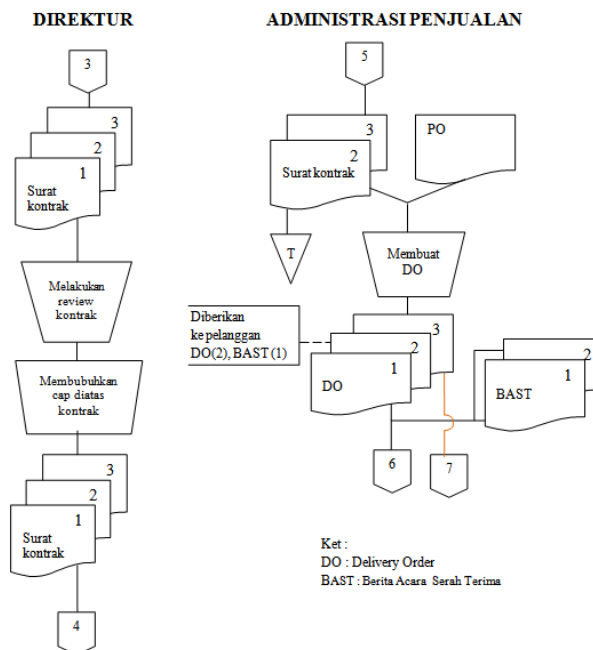 DIREKTUR
3
3
2
1
Surat
kontrak
Melakukan
review
kontrak
Membubuhkan
cap diatas
kontrak
3
2
1
Surat
kontrak
4
ADMINISTRASI PENJUALAN
5
3
2
Surat kontrak
PO
T
Membuat
DO
Diberikan
ke pelanggan
DO(2), BAST (1)
3
2
1
DO
2
1
BAST
6
7
Ket :
DO : Delivery Order
BAST : Berita Acara Serah Terima